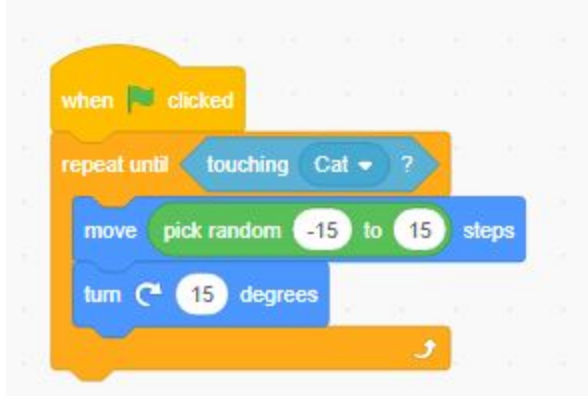 when clicked
repeat until touching Cat ?
move pick random -15 to 15 steps
turn 15 degrees